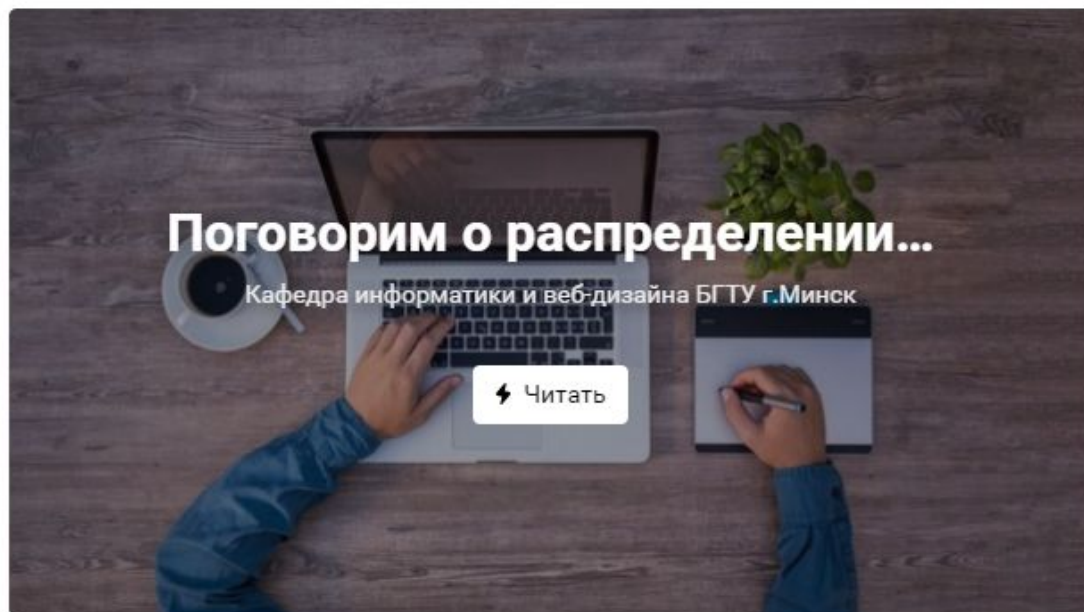 Поговорим о распределении...
Кафедра информатики и веб-дизайна БГТУ г.Минск
Читать